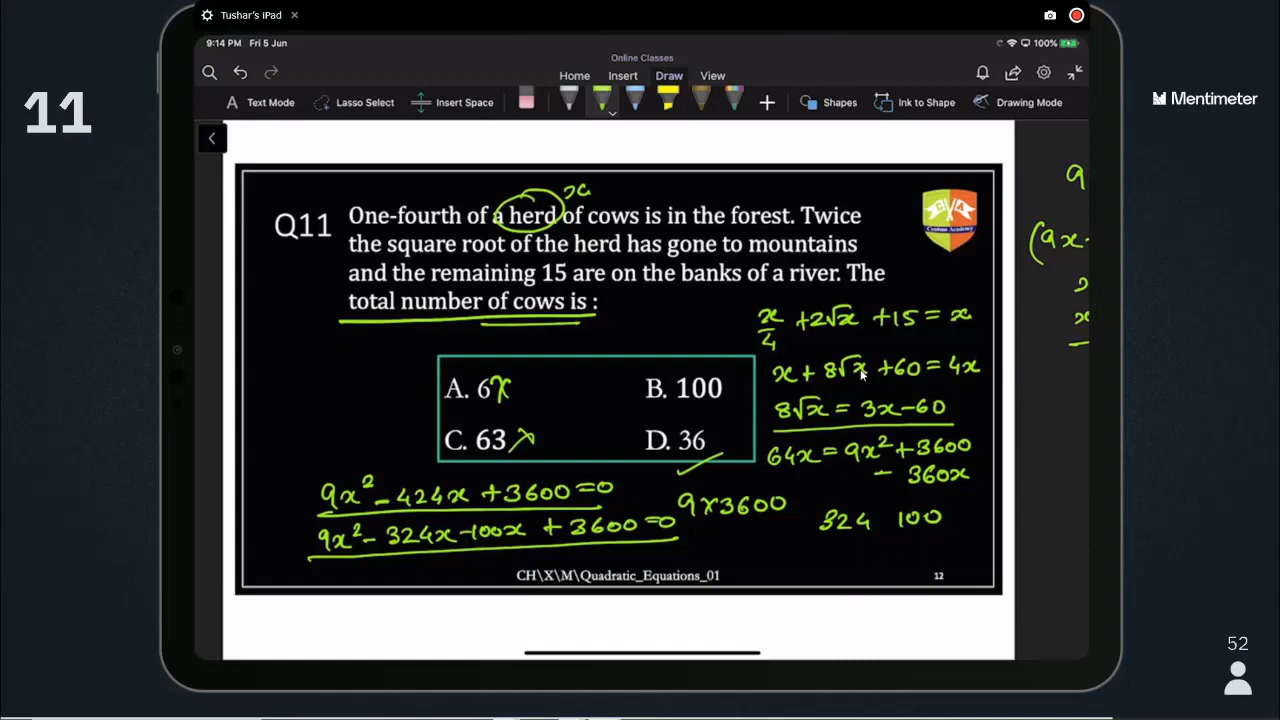 Tushar's iPad ×
9:14 PM Fri 5 Jun
100%
Online Classes
Home Insert Draw View
Text Mode Lasso Select Insert Space Shapes Ink to Shape Drawing Mode
11
Mentimeter
x
Q11 One-fourth of a herd of cows is in the forest. Twice
the square root of the herd has gone to mountains
and the remaining 15 are on the banks of a river. The
total number of cows is :
Centum Academy
x/4 + 2√x + 15 = x
x + 8√x + 60 = 4x
8√x = 3x - 60
64x = 9x² + 3600
- 360x
A. 6
B. 100
C. 63
D. 36
9x² - 424x + 3600 = 0
9x² - 324x - 100x + 3600 = 0
9 x 3600
324 100
CH\X\M\Quadratic_Equations_01
12
9
(9x-
x
x
52